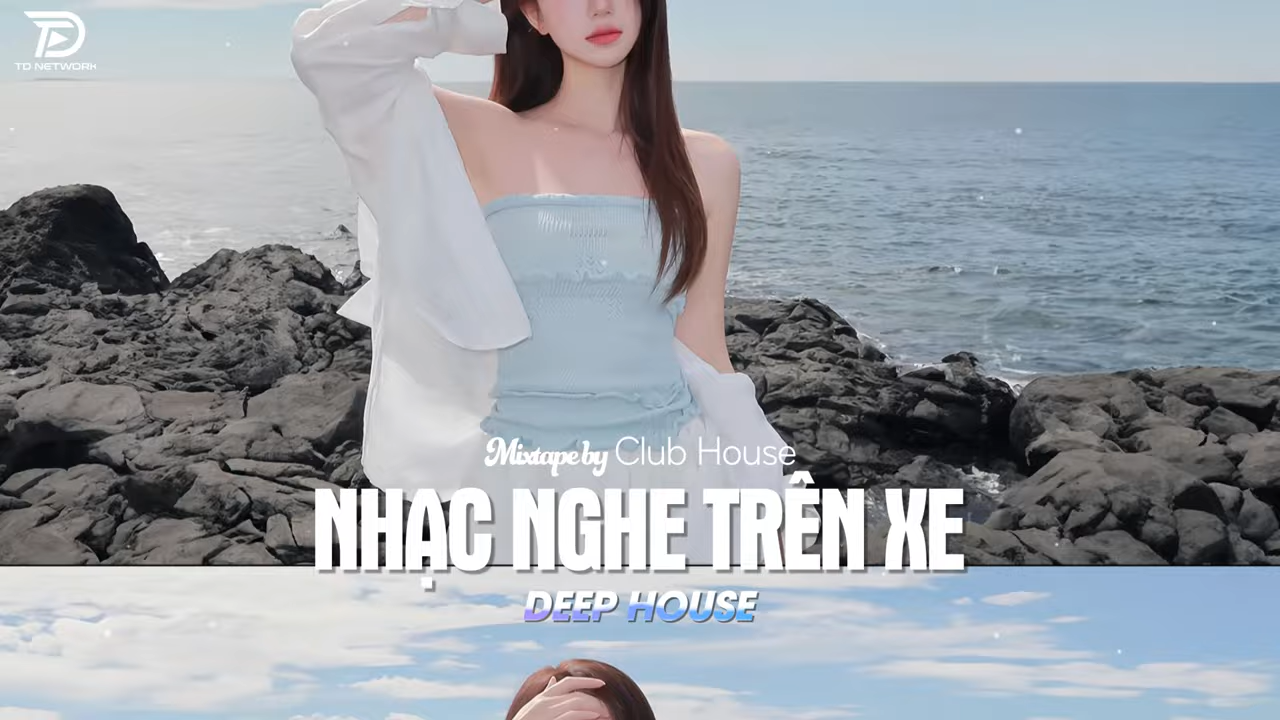 TD NETWORK
Mixtape by Club House
NHẠC NGHE TRÊN XE
DEEP HOUSE